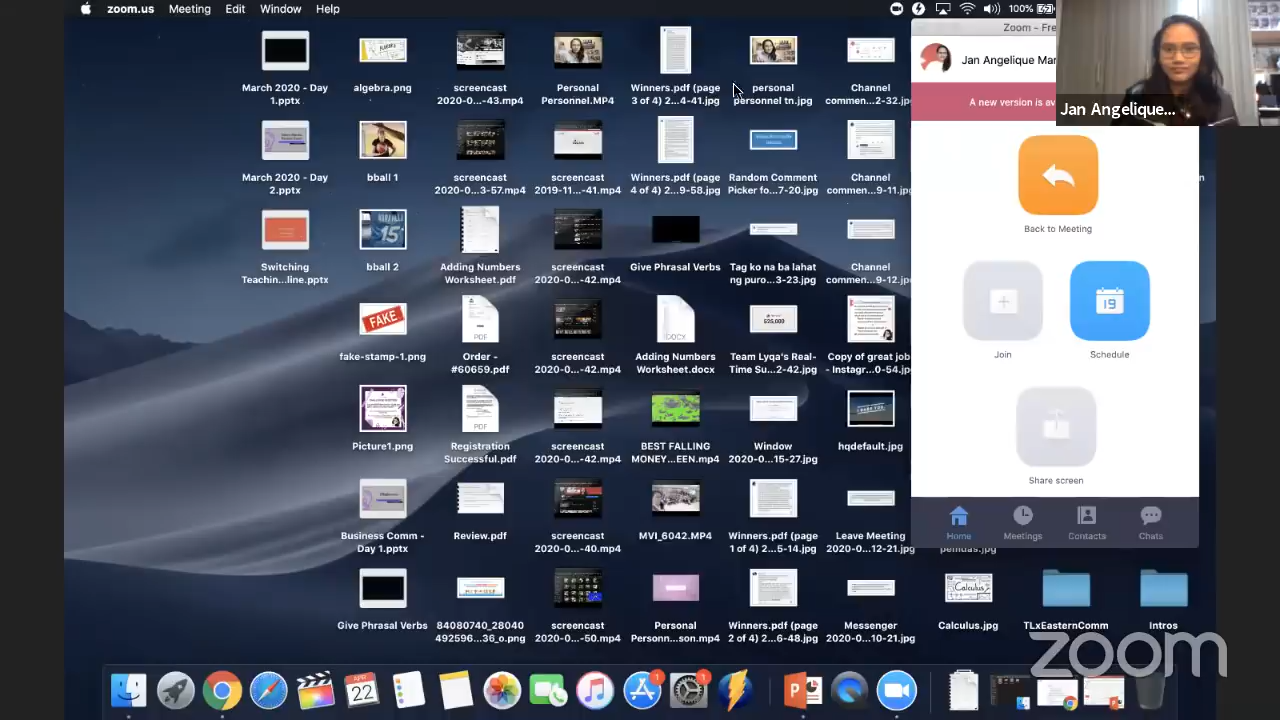 zoom.us Meeting Edit Window Help
100%
Zoom - Fre
Jan Angelique Mar
A new version is av
Jan Angelique...
Back to Meeting
Join
Schedule
Share screen
Home
Meetings
Contacts
Chats
March 2020 - Day
1.pptx
algebra.png
screencast
2020-0...-43.mp4
Personal
Personnel.MP4
Winners.pdf (page
3 of 4) 2...4-41.jpg
personal
personnel tn.jpg
Channel
commen...2-32.jpg
March 2020 - Day
2.pptx
bball 1
screencast
2020-0...3-57.mp4
screencast
2019-11...-41.mp4
Winners.pdf (page
4 of 4) 2...9-58.jpg
Random Comment
Picker fo...7-20.jpg
Channel
commen...9-11.jpg
Switching
Teachin...line.pptx
bball 2
Adding Numbers
Worksheet.pdf
screencast
2020-0...-42.mp4
Give Phrasal Verbs
Tag ko na ba lahat
ng puro...3-23.jpg
Channel
commen...9-12.jpg
FAKE
fake-stamp-1.png
PDF
Order -
#60659.pdf
screencast
2020-0...-42.mp4
DOCX
Adding Numbers
Worksheet.docx
$25,000
Team Lyqa's Real-
Time Su...2-42.jpg
Copy of great job
- Instagr...0-54.jpg
Picture1.png
PDF
Registration
Successful.pdf
screencast
2020-0...-42.mp4
BEST FALLING
MONEY...EEN.mp4
Window
2020-0...15-27.jpg
hqdefault.jpg
Business Comm -
Day 1.pptx
Review.pdf
screencast
2020-0...-40.mp4
MVI_6042.MP4
Winners.pdf (page
1 of 4) 2...5-14.jpg
Leave Meeting
2020-0...12-21.jpg
pemdas.jpg
Give Phrasal Verbs
84080740_28040
492596...36_o.png
screencast
2020-0...-50.mp4
Personal
Personn...son.mp4
Winners.pdf (page
2 of 4) 2...6-48.jpg
Messenger
2020-0...10-21.jpg
Calculus
Calculus.jpg
TLxEasternComm
Intros
zoom
APR
22
1
1